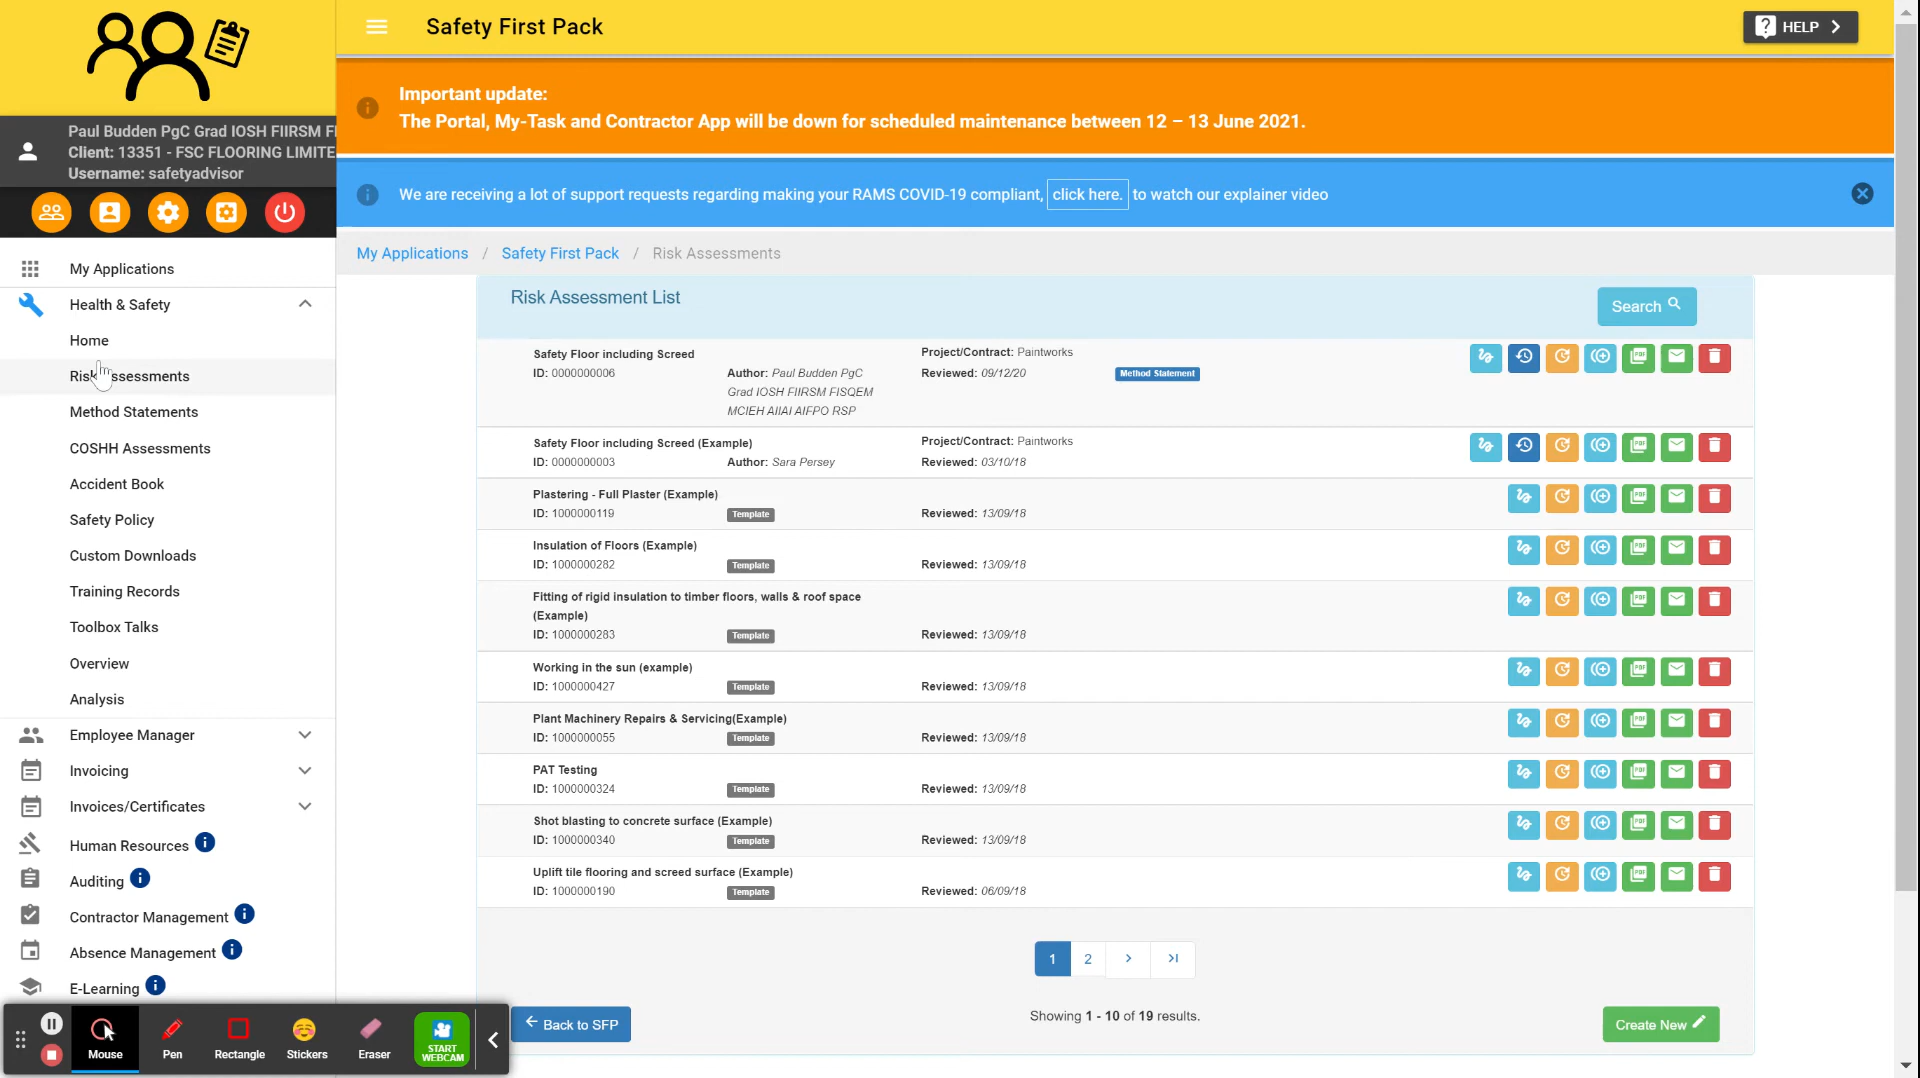 Safety First Pack
HELP
Important update:
The Portal, My-Task and Contractor App will be down for scheduled maintenance between 12 – 13 June 2021.
Paul Budden PgC Grad IOSH FIIRSM
Client: 13351 - FSC FLOORING LIMITE
Username: safetyadvisor
We are receiving a lot of support requests regarding making your RAMS COVID-19 compliant, click here. to watch our explainer video
My Applications / Safety First Pack / Risk Assessments
My Applications
Health & Safety
Home
Risk Assessments
Method Statements
COSHH Assessments
Accident Book
Safety Policy
Custom Downloads
Training Records
Toolbox Talks
Overview
Analysis
Employee Manager
Invoicing
Invoices/Certificates
Human Resources
Auditing
Contractor Management
Absence Management
E-Learning
Risk Assessment List
Search
Safety Floor including Screed
ID: 0000000006
Author: Paul Budden PgC
Grad IOSH FIIRSM FISQEM
MCIEH AIIAI AIFPO RSP
Project/Contract: Paintworks
Reviewed: 09/12/20
Method Statement
Safety Floor including Screed (Example)
ID: 0000000003
Author: Sara Persey
Project/Contract: Paintworks
Reviewed: 03/10/18
Plastering - Full Plaster (Example)
ID: 1000000119
Template
Reviewed: 13/09/18
Insulation of Floors (Example)
ID: 1000000282
Template
Reviewed: 13/09/18
Fitting of rigid insulation to timber floors, walls & roof space
(Example)
ID: 1000000283
Template
Reviewed: 13/09/18
Working in the sun (example)
ID: 1000000427
Template
Reviewed: 13/09/18
Plant Machinery Repairs & Servicing(Example)
ID: 1000000055
Template
Reviewed: 13/09/18
PAT Testing
ID: 1000000324
Template
Reviewed: 13/09/18
Shot blasting to concrete surface (Example)
ID: 1000000340
Template
Reviewed: 13/09/18
Uplift tile flooring and screed surface (Example)
ID: 1000000190
Template
Reviewed: 06/09/18
1 2
Back to SFP
Showing 1 - 10 of 19 results.
Create New
Mouse
Pen
Rectangle
Stickers
Eraser
START
WEBCAM